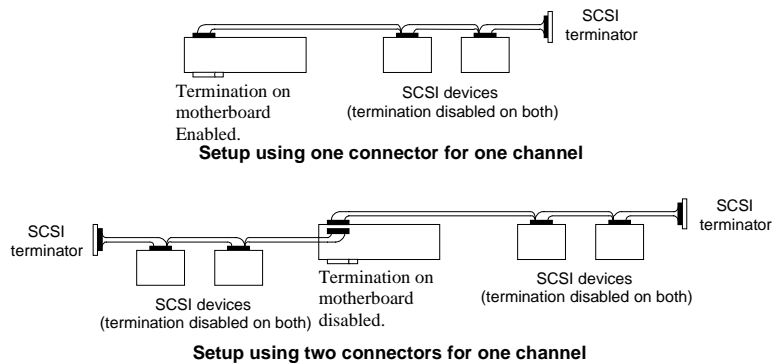 SCSI
terminator
Termination on
motherboard
Enabled.
SCSI devices
(termination disabled on both)
Setup using one connector for one channel
SCSI
terminator
SCSI
terminator
SCSI devices
(termination disabled on both)
Termination on
motherboard
disabled.
SCSI devices
(termination disabled on both)
Setup using two connectors for one channel